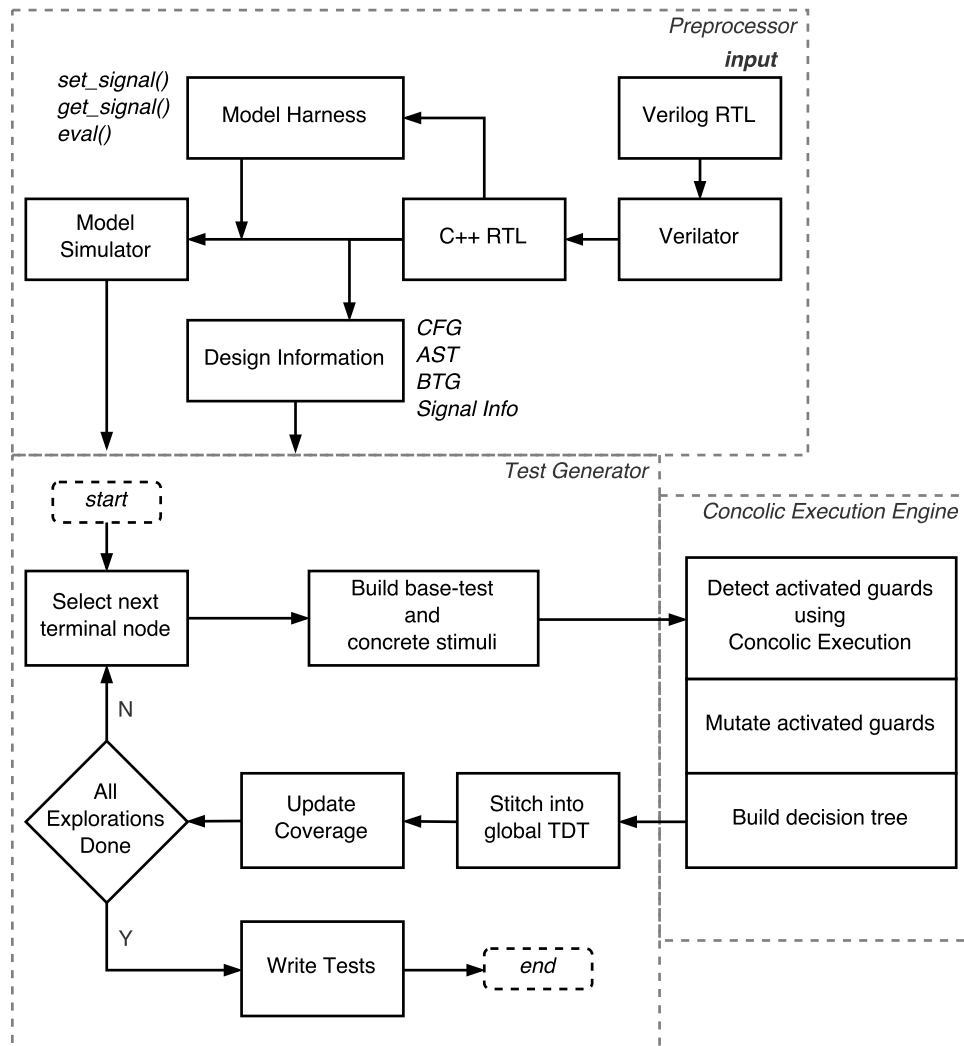 Preprocessor
input
set_signal()
get_signal()
eval()
Model Harness
Verilog RTL
Model
Simulator
C++ RTL
Verilator
Design Information
CFG
AST
BTG
Signal Info
Test Generator
start
Concolic Execution Engine
Select next
terminal node
Build base-test
and
concrete stimuli
Detect activated guards
using
Concolic Execution
N
Mutate activated guards
All
Explorations
Done
Update
Coverage
Stitch into
global TDT
Build decision tree
Y
Write Tests
end